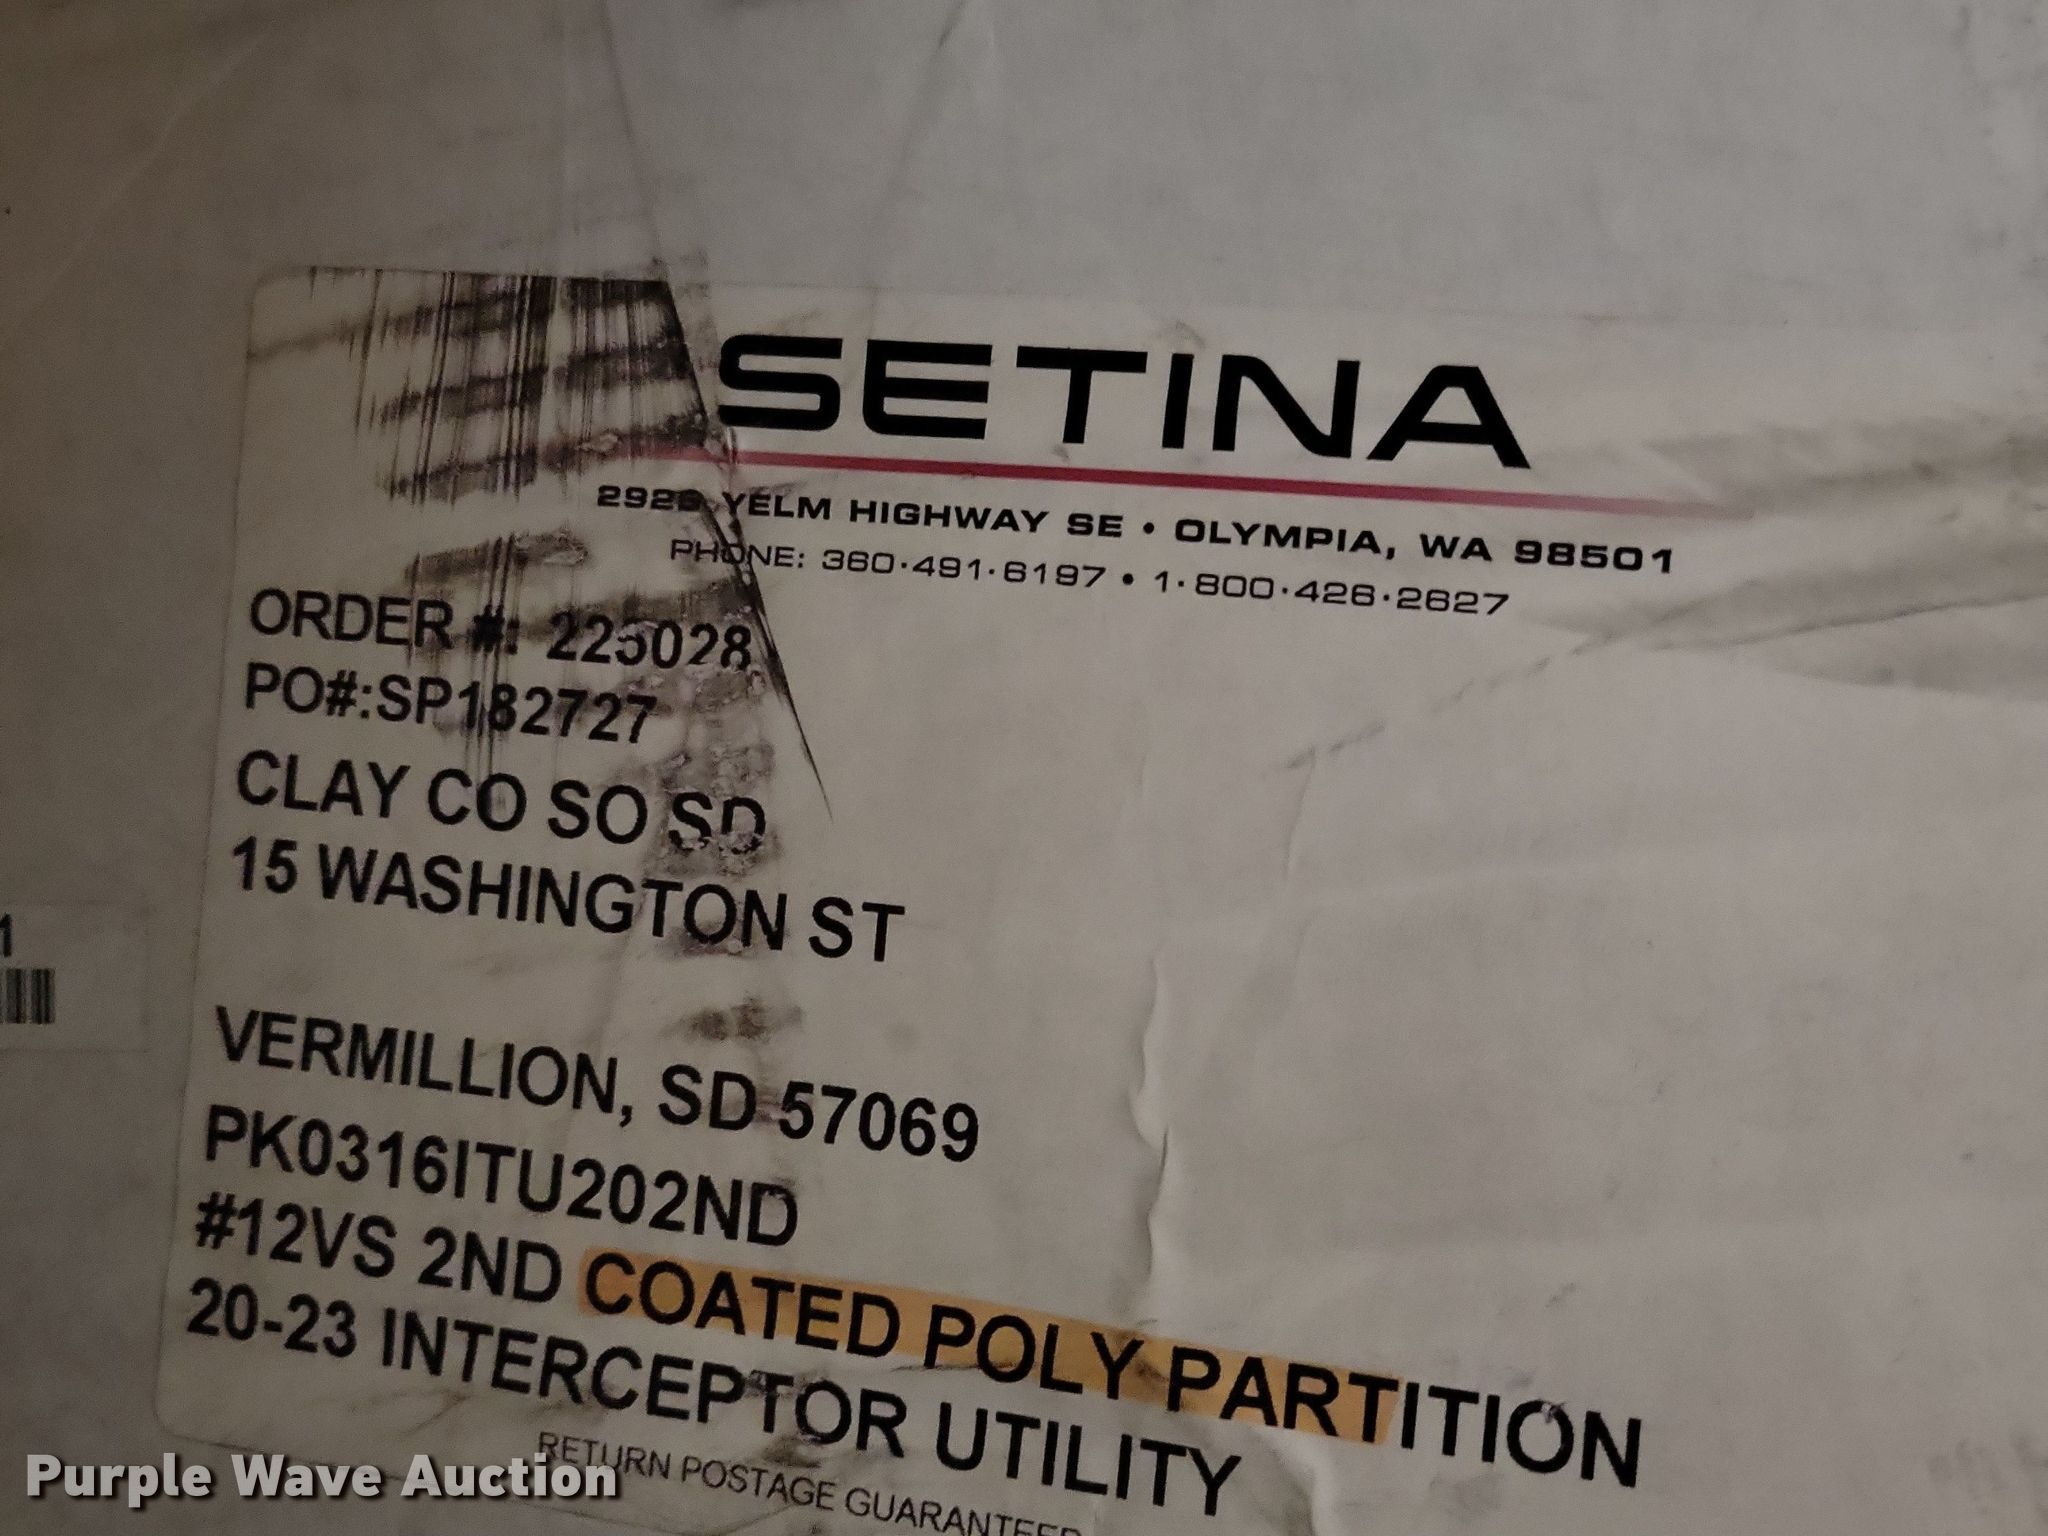 SETINA
2926 YELM HIGHWAY SE • OLYMPIA, WA 98501
PHONE: 360·491·6197 • 1·800·426·2627
ORDER #: 225028
PO#:SP182727
CLAY CO SO SD
15 WASHINGTON ST
1
VERMILLION, SD 57069
PK0316ITU202ND
#12VS 2ND COATED POLY PARTITION
20-23 INTERCEPTOR UTILITY
RETURN POSTAGE GUARANTEED
Purple Wave Auction